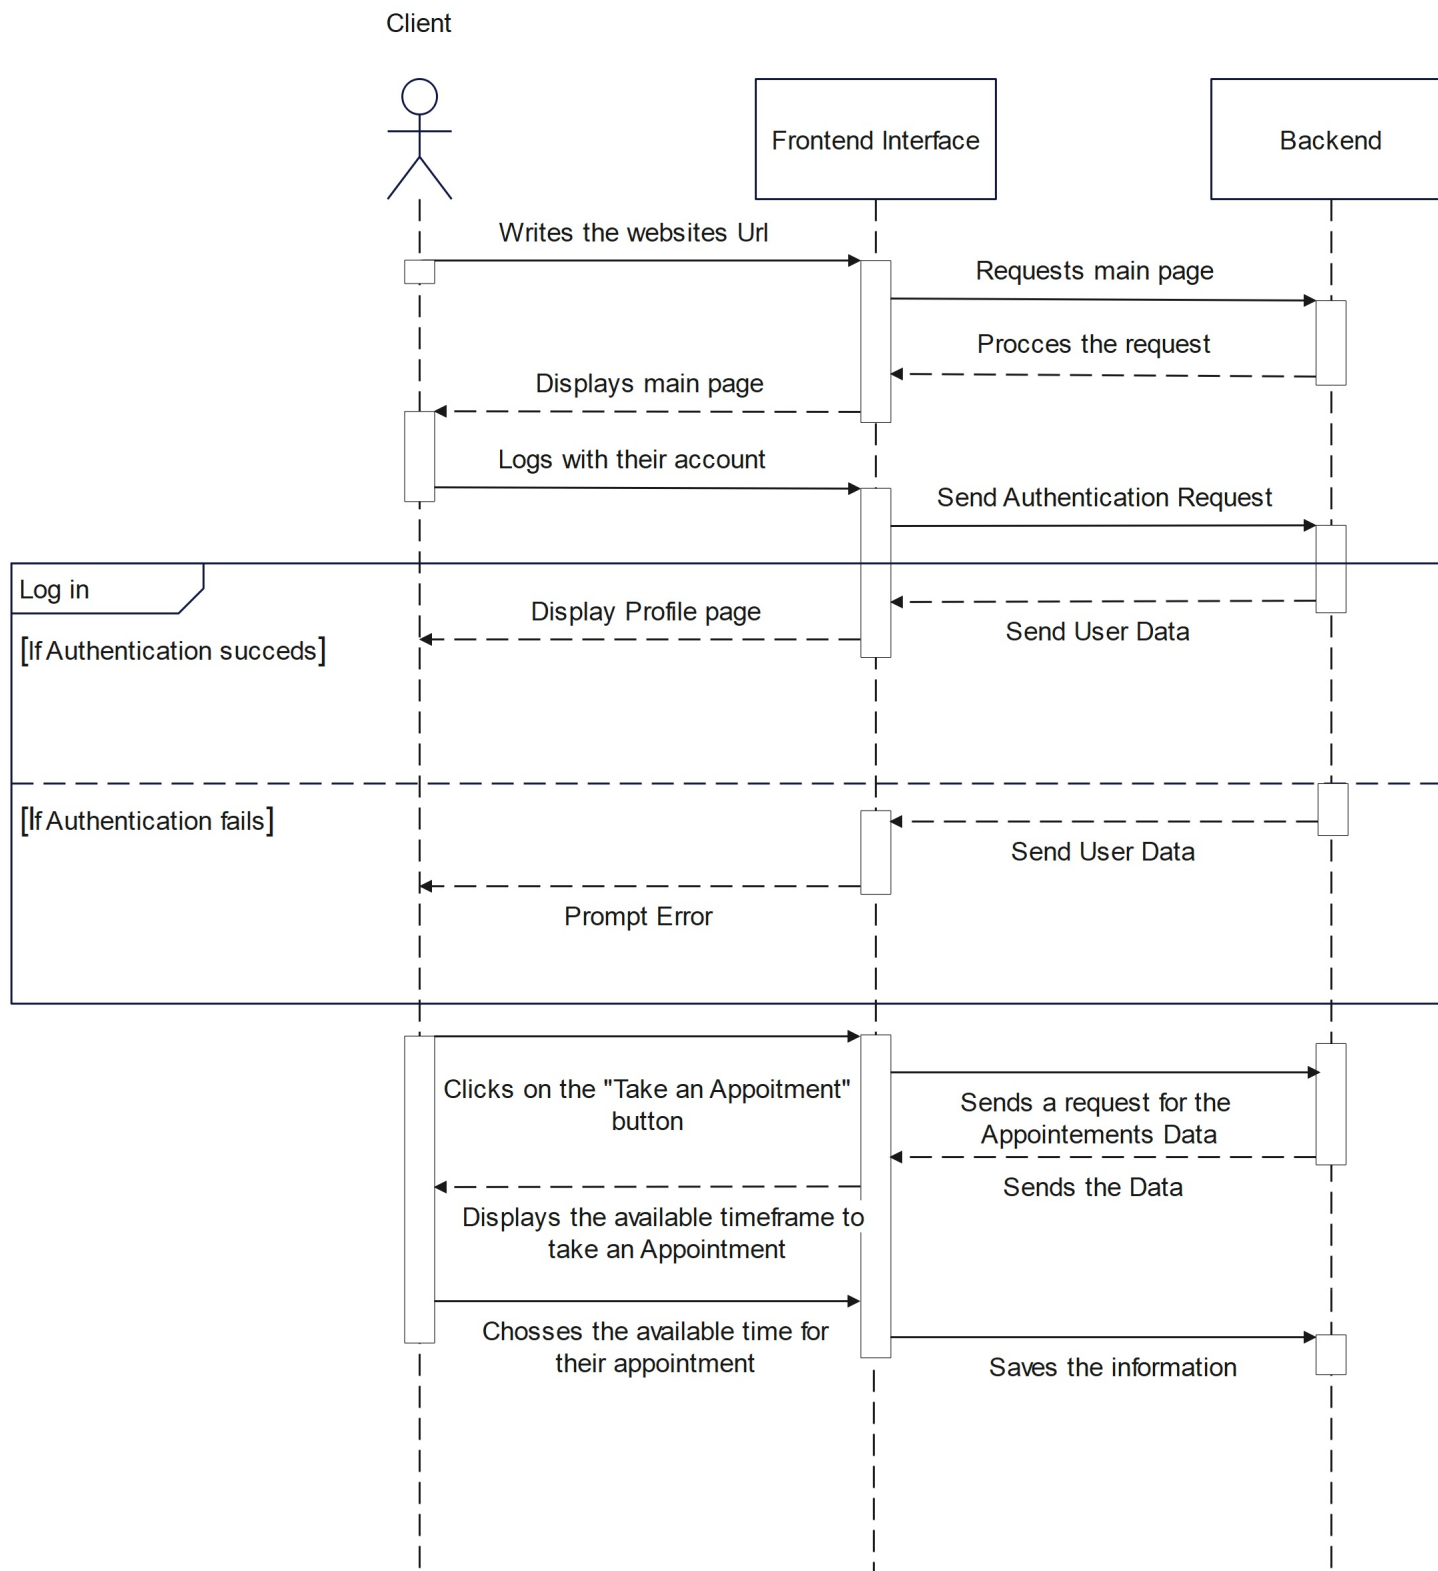 Client
Frontend Interface
Backend
Writes the websites Url
Requests main page
Procces the request
Displays main page
Logs with their account
Send Authentication Request
Log in
Display Profile page
Send User Data
[If Authentication succeds]
[If Authentication fails]
Send User Data
Prompt Error
Clicks on the "Take an Appoitment"
button
Sends a request for the
Appointements Data
Sends the Data
Displays the available timeframe to
take an Appointment
Chosses the available time for
their appointment
Saves the information